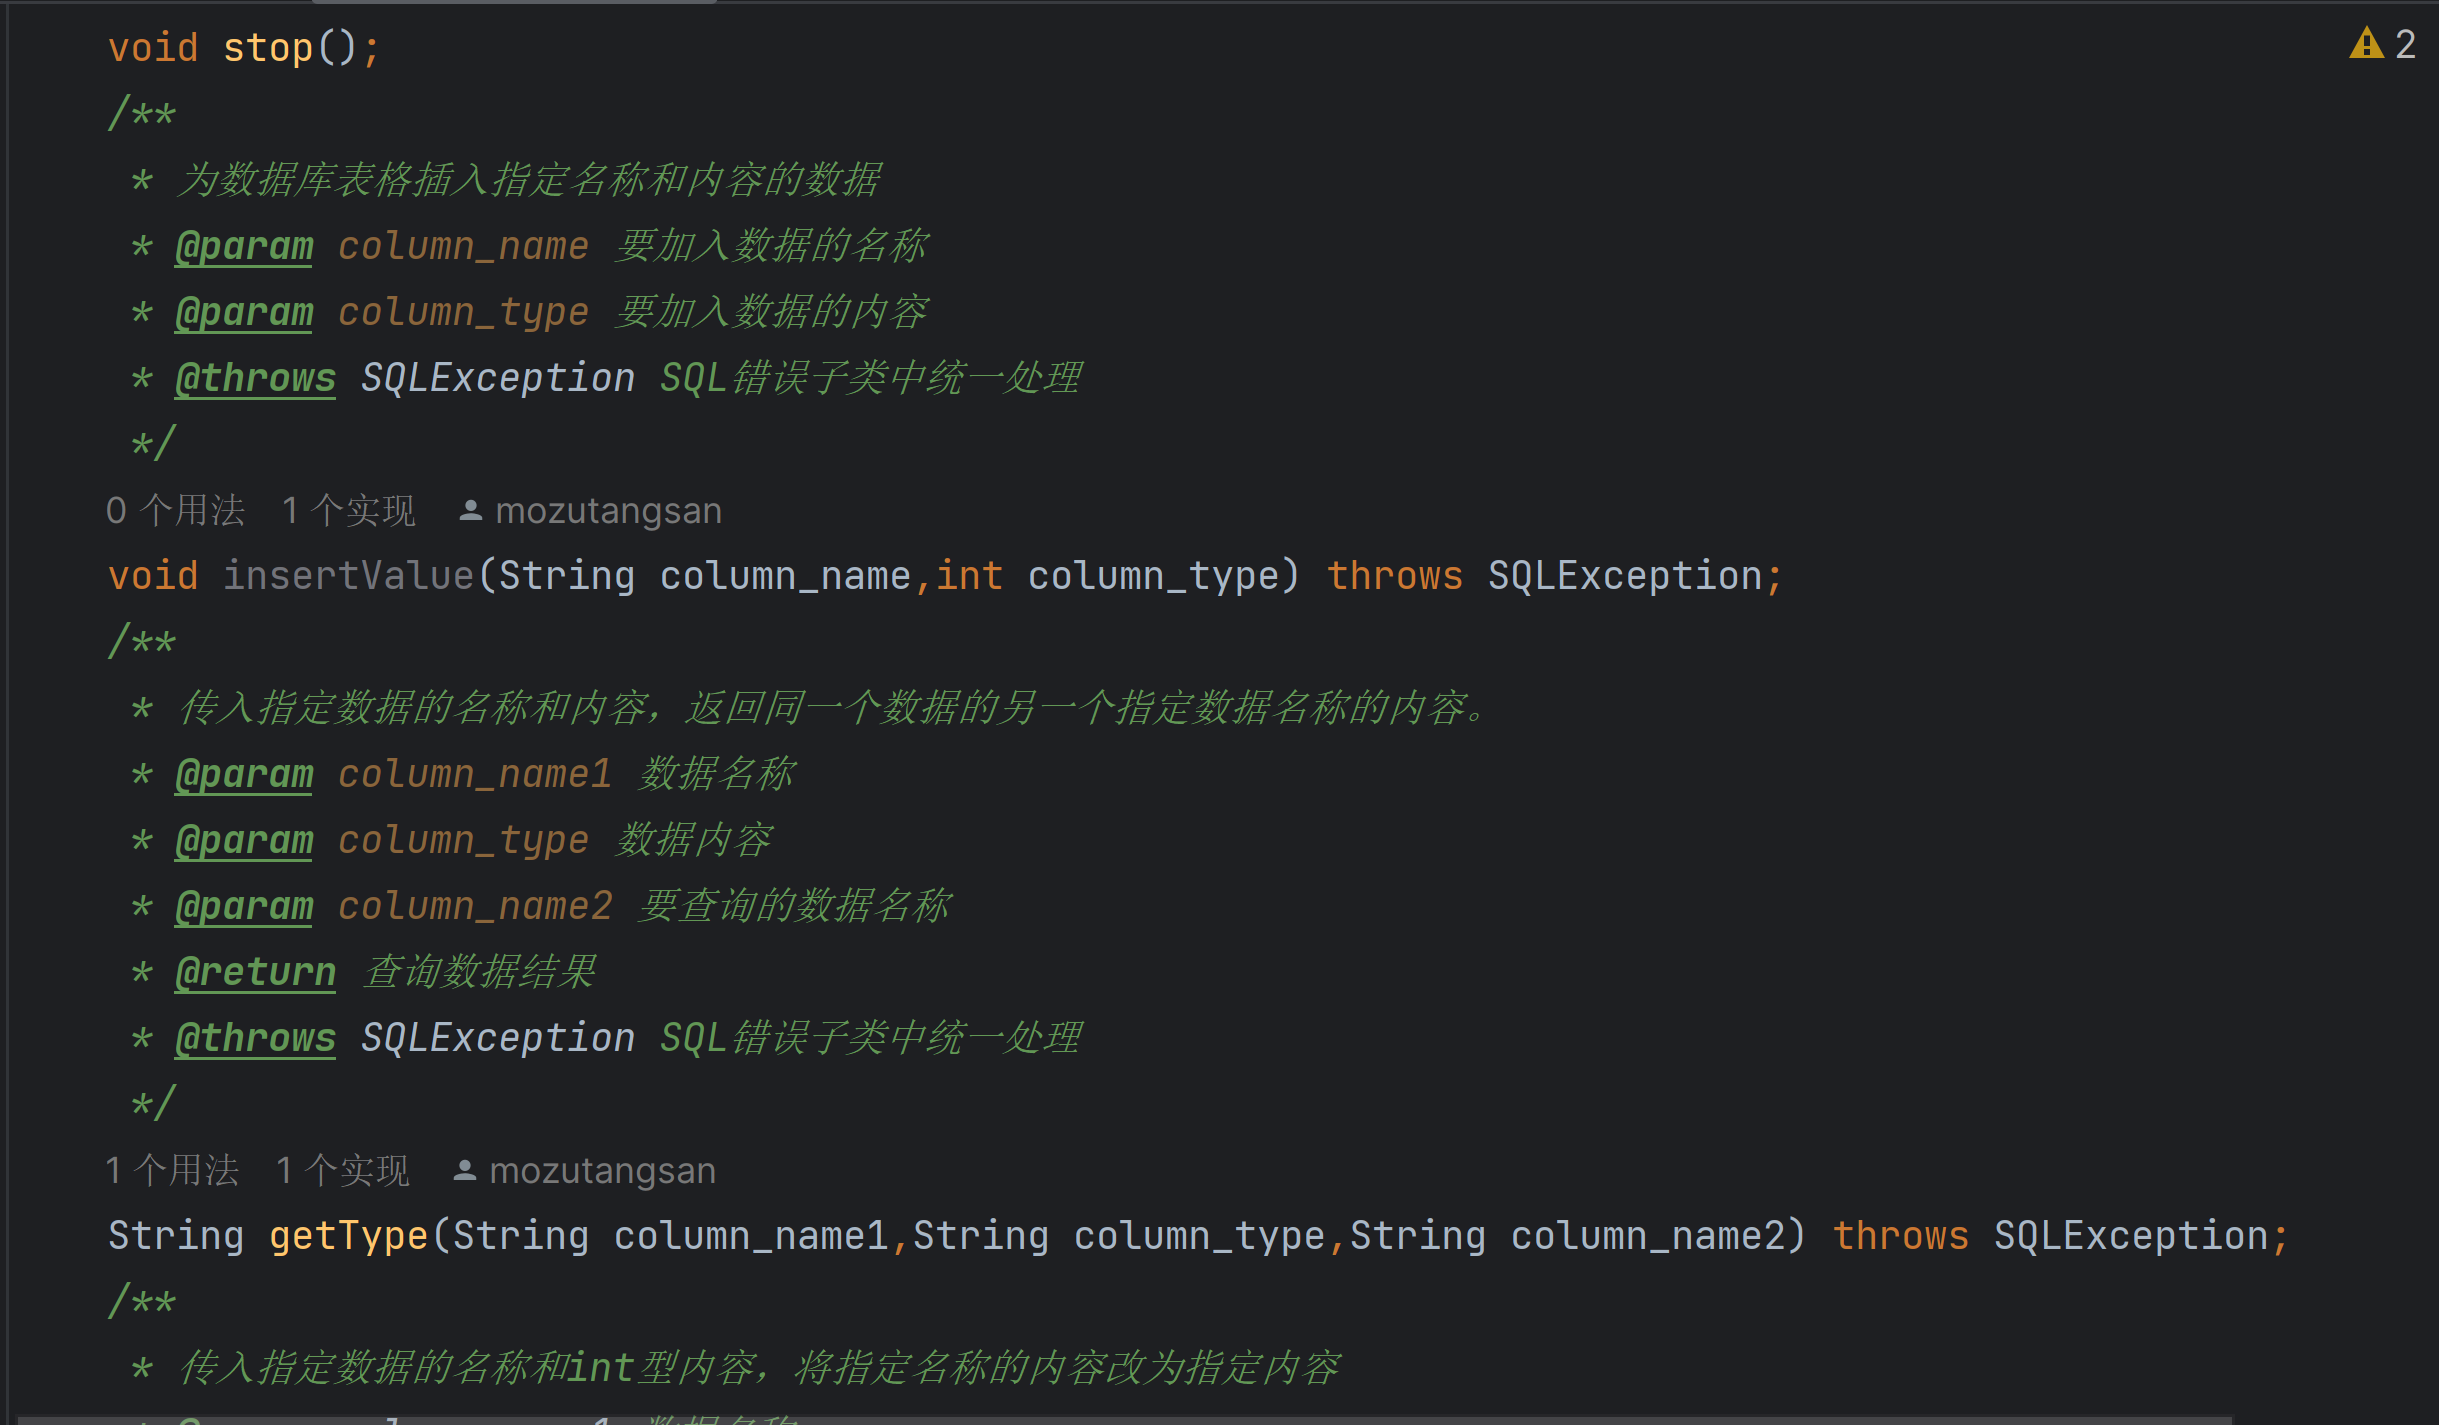 void stop();
/**
 * 为数据库表格插入指定名称和内容的数据
 * @param column_name 要加入数据的名称
 * @param column_type 要加入数据的内容
 * @throws SQLException SQL错误子类中统一处理
 */
0 个用法 1 个实现 mozutangsan
void insertValue(String column_name,int column_type) throws SQLException;
/**
 * 传入指定数据的名称和内容，返回同一个数据的另一个指定数据名称的内容。
 * @param column_name1 数据名称
 * @param column_type 数据内容
 * @param column_name2 要查询的数据名称
 * @return 查询数据结果
 * @throws SQLException SQL错误子类中统一处理
 */
1 个用法 1 个实现 mozutangsan
String getType(String column_name1,String column_type,String column_name2) throws SQLException;
/**
 * 传入指定数据的名称和int型内容，将指定名称的内容改为指定内容
2